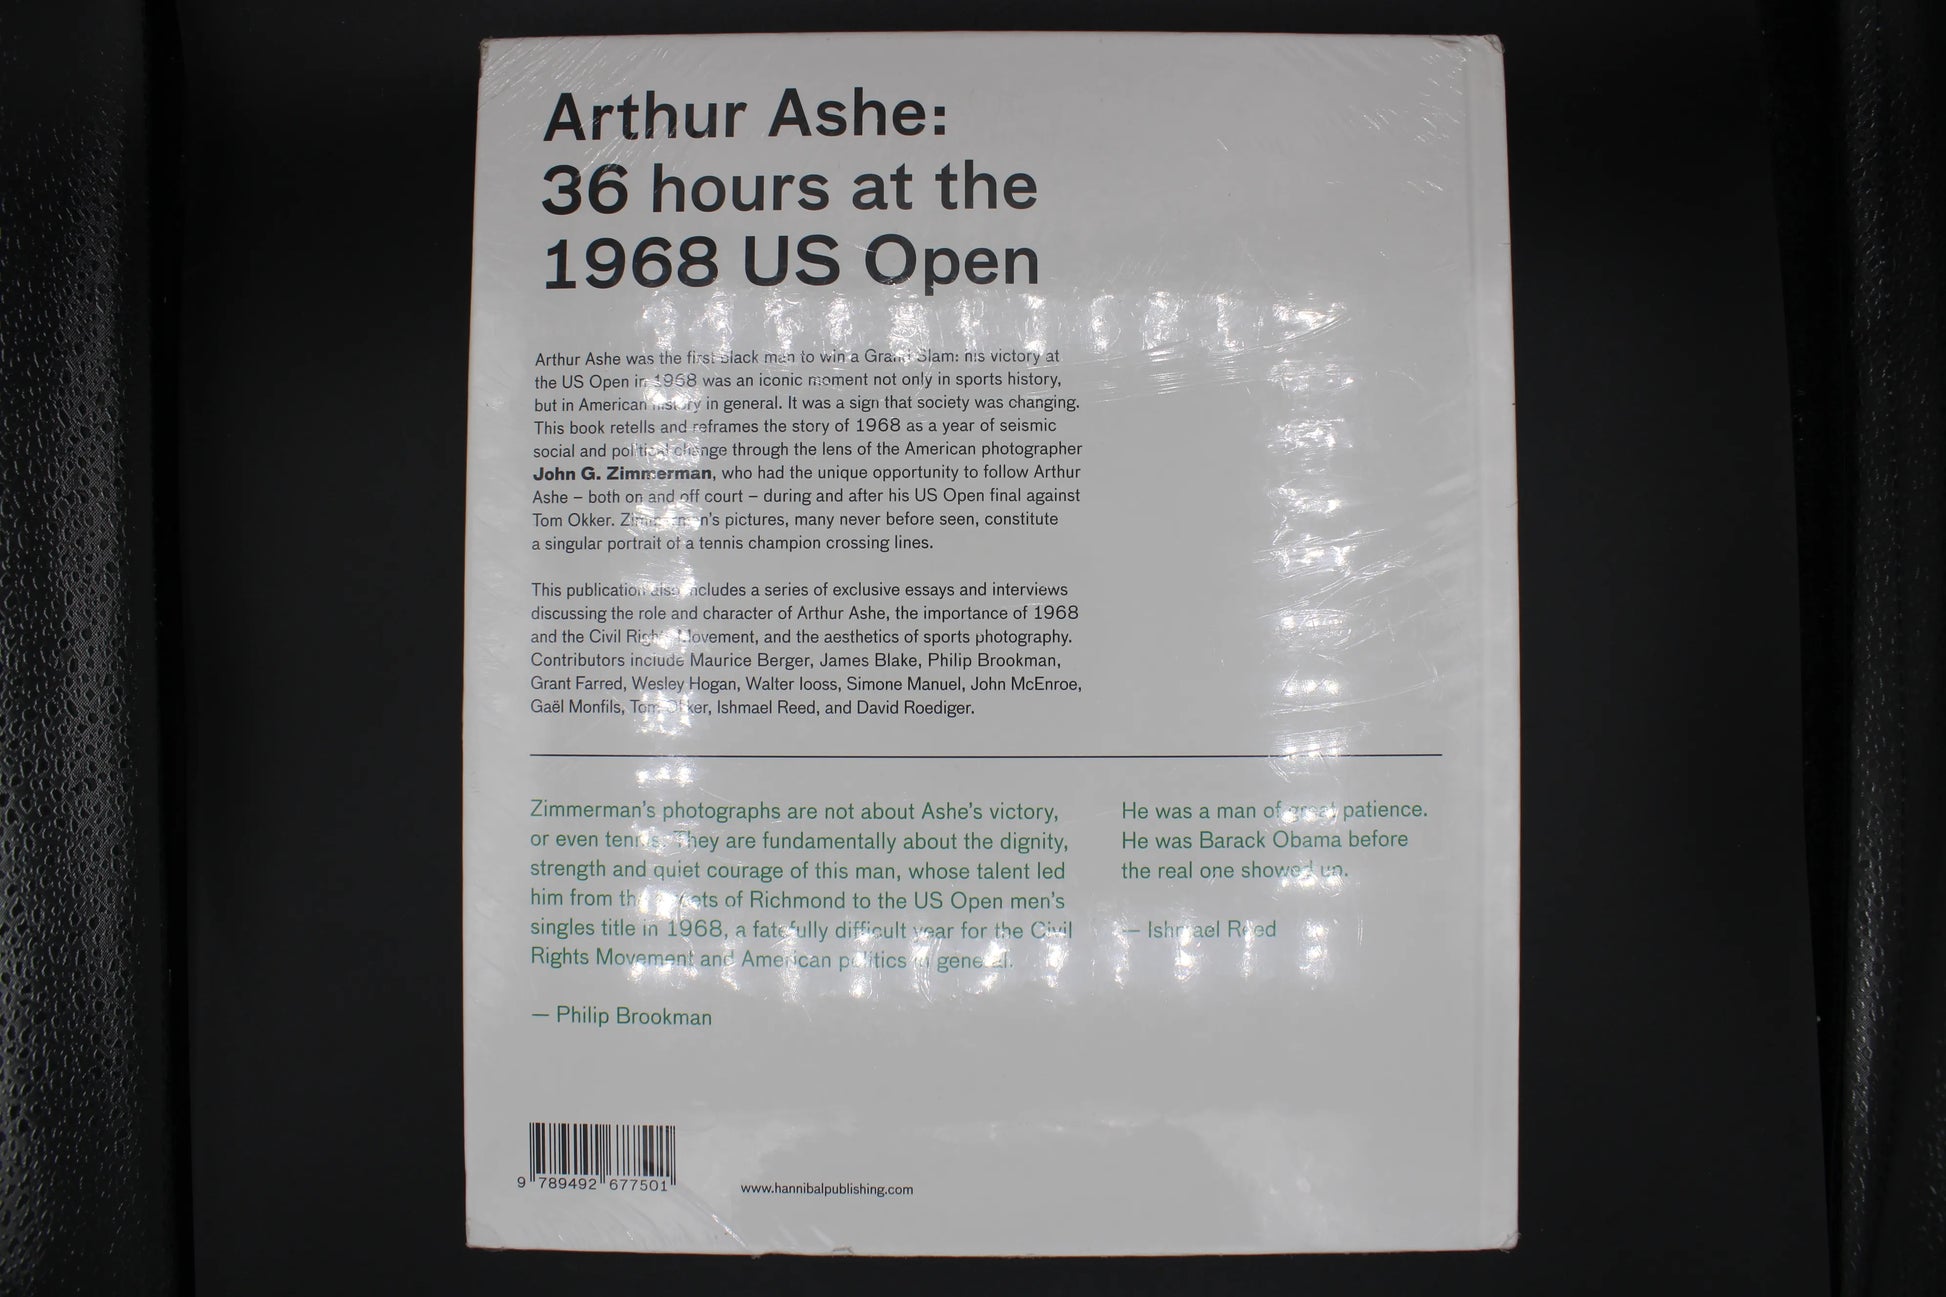 Arthur Ashe:
36 hours at the
1968 US Open
Arthur Ashe was the first Black man to win a Grand Slam: his victory at
the US Open in 1968 was an iconic moment not only in sports history,
but in American history in general. It was a sign that society was changing.
This book retells and reframes the story of 1968 as a year of seismic
social and political change through the lens of the American photographer
John G. Zimmerman, who had the unique opportunity to follow Arthur
Ashe – both on and off court – during and after his US Open final against
Tom Okker. Zimmerman's pictures, many never before seen, constitute
a singular portrait of a tennis champion crossing lines.
This publication also includes a series of exclusive essays and interviews
discussing the role and character of Arthur Ashe, the importance of 1968
and the Civil Rights Movement, and the aesthetics of sports photography.
Contributors include Maurice Berger, James Blake, Philip Brookman,
Grant Farred, Wesley Hogan, Walter Iooss, Simone Manuel, John McEnroe,
Gaël Monfils, Tom Okker, Ishmael Reed, and David Roediger.
Zimmerman's photographs are not about Ashe's victory,
or even tennis. They are fundamentally about the dignity,
strength and quiet courage of this man, whose talent led
him from the streets of Richmond to the US Open men's
singles title in 1968, a fatefully difficult year for the Civil
Rights Movement and American politics in general.
— Philip Brookman
He was a man of great patience.
He was Barack Obama before
the real one showed up.
— Ishmael Reed
9 789492 677501
www.hannibalpublishing.com